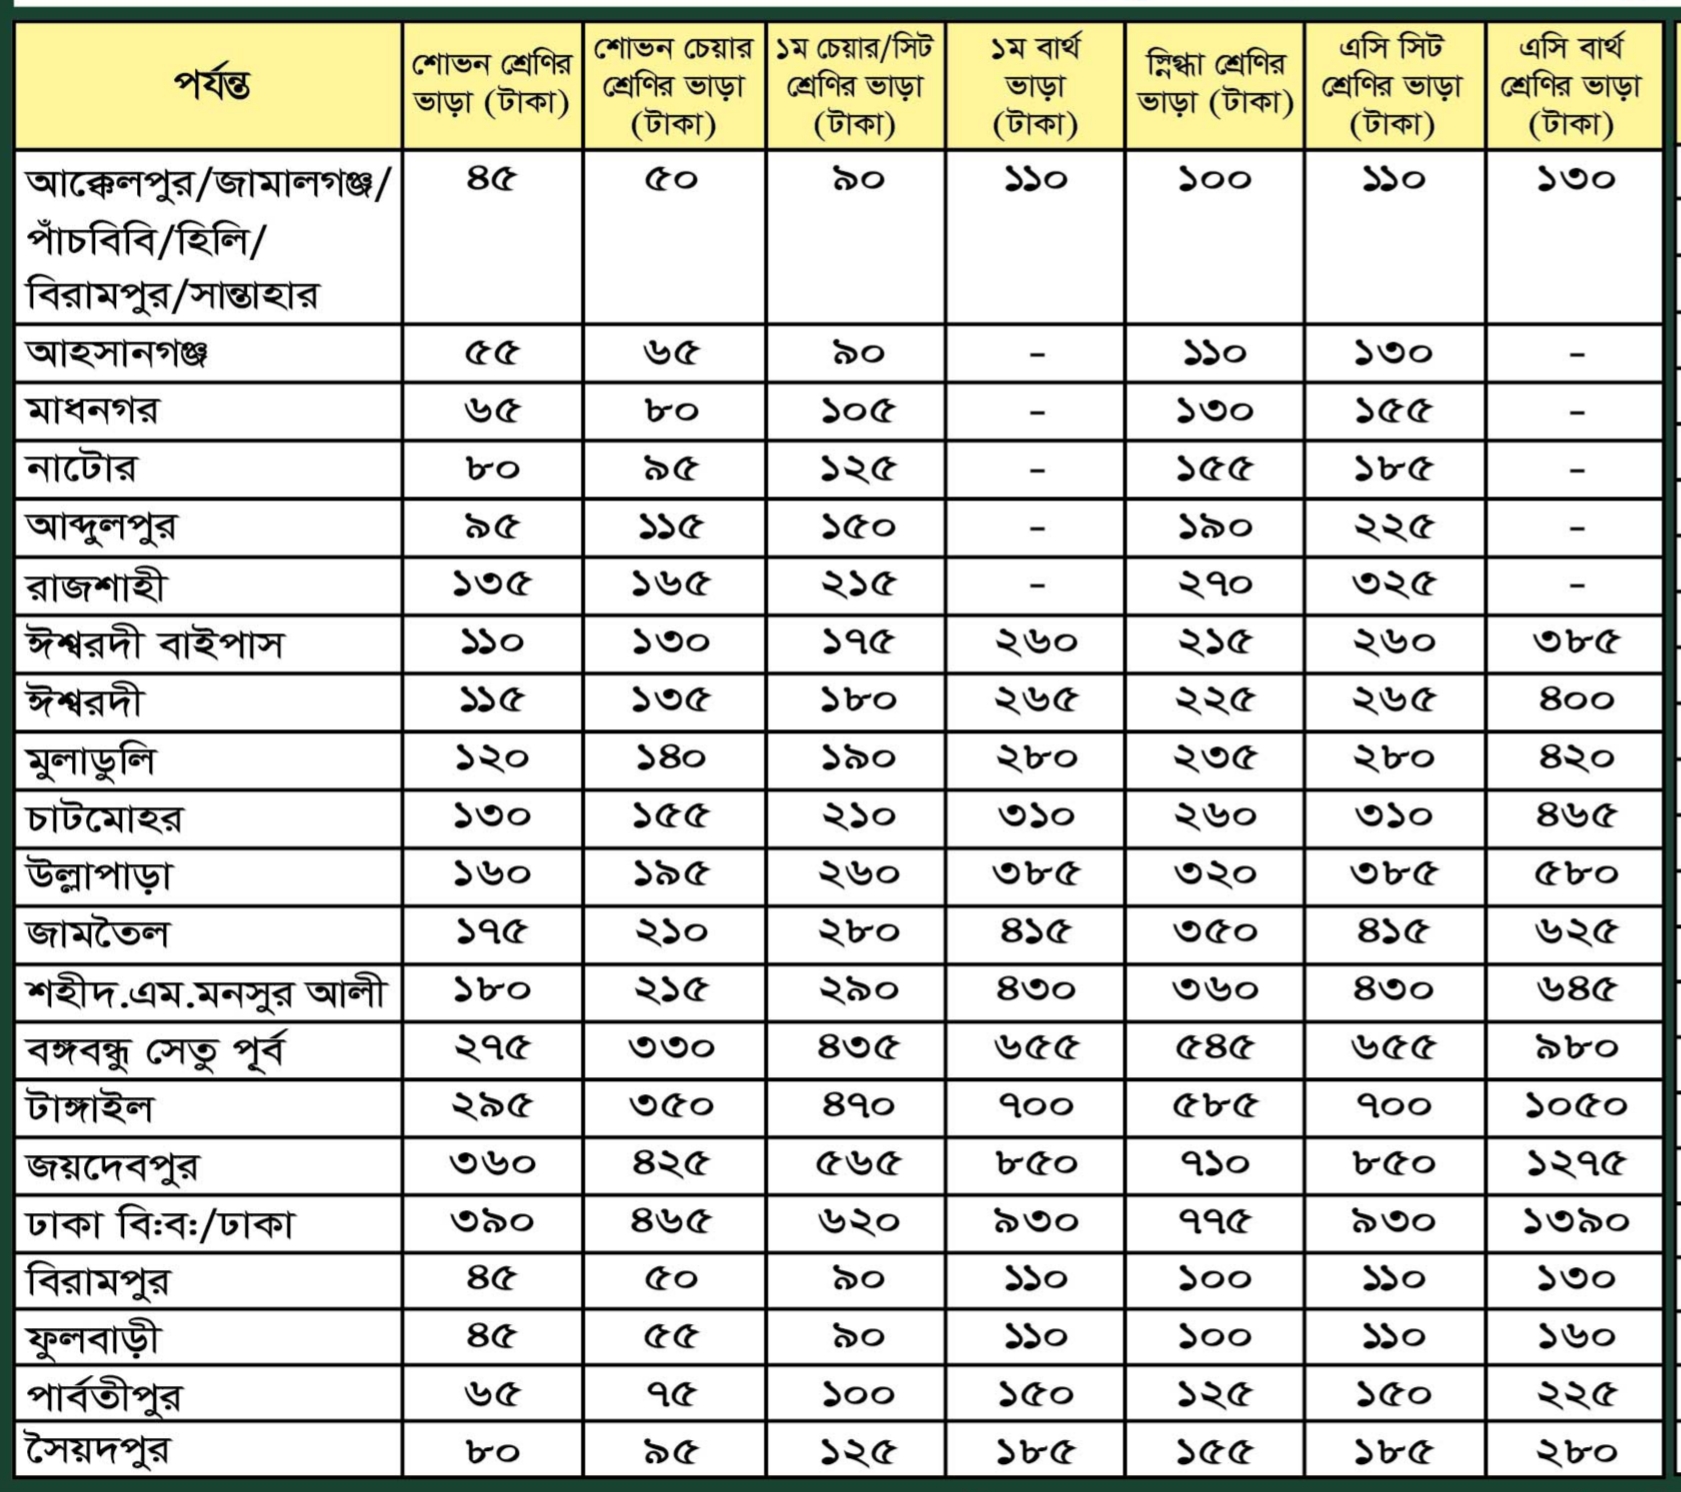 পর্যন্ত শোভন শ্রেণির ভাড়া (টাকা) শোভন চেয়ার শ্রেণির ভাড়া (টাকা) ১ম চেয়ার/সিট শ্রেণির ভাড়া (টাকা) ১ম বার্থ ভাড়া (টাকা) স্নিগ্ধা শ্রেণির ভাড়া (টাকা) এসি সিট শ্রেণির ভাড়া (টাকা) এসি বার্থ শ্রেণির ভাড়া (টাকা)
আক্কেলপুর/জামালগঞ্জ/ ৪৫ ৫০ ৯০ ১১০ ১০০ ১১০ ১৩০
পাঁচবিবি/হিলি/
বিরামপুর/সান্তাহার
আহসানগঞ্জ ৫৫ ৬৫ ৯০ - ১১০ ১৩০ -
মাধনগর ৬৫ ৮০ ১০৫ - ১৩০ ১৫৫ -
নাটোর ৮০ ৯৫ ১২৫ - ১৫৫ ১৮৫ -
আব্দুলপুর ৯৫ ১১৫ ১৫০ - ১৯০ ২২৫ -
রাজশাহী ১৩৫ ১৬৫ ২১৫ - ২৭০ ৩২৫ -
ঈশ্বরদী বাইপাস ১১০ ১৩০ ১৭৫ ২৬০ ২১৫ ২৬০ ৩৮৫
ঈশ্বরদী ১১৫ ১৩৫ ১৮০ ২৬৫ ২২৫ ২৬৫ ৪০০
মুলাডুলি ১২০ ১৪০ ১৯০ ২৮০ ২৩৫ ২৮০ ৪২০
চাটমোহর ১৩০ ১৫৫ ২১০ ৩১০ ২৬০ ৩১০ ৪৬৫
উল্লাপাড়া ১৬০ ১৯৫ ২৬০ ৩৮৫ ৩২০ ৩৮৫ ৫৮০
জামতৈল ১৭৫ ২১০ ২৮০ ৪১৫ ৩৫০ ৪১৫ ৬২৫
শহীদ.এম.মনসুর আলী ১৮০ ২১৫ ২৯০ ৪৩০ ৩৬০ ৪৩০ ৬৪৫
বঙ্গবন্ধু সেতু পূর্ব ২৭৫ ৩৩০ ৪৩৫ ৬৫৫ ৫৪৫ ৬৫৫ ৯৮০
টাঙ্গাইল ২৯৫ ৩৫০ ৪৭০ ৭০০ ৫৮৫ ৭০০ ১০৫০
জয়দেবপুর ৩৬০ ৪২৫ ৫৬৫ ৮৫০ ৭১০ ৮৫০ ১২৭৫
ঢাকা বি:ব:/ঢাকা ৩৯০ ৪৬৫ ৬২০ ৯৩০ ৭৭৫ ৯৩০ ১৩৯০
বিরামপুর ৪৫ ৫০ ৯০ ১১০ ১০০ ১১০ ১৩০
ফুলবাড়ী ৪৫ ৫৫ ৯০ ১১০ ১০০ ১১০ ১৬০
পার্বতীপুর ৬৫ ৭৫ ১০০ ১৫০ ১২৫ ১৫০ ২২৫
সৈয়দপুর ৮০ ৯৫ ১২৫ ১৮৫ ১৫৫ ১৮৫ ২৮০